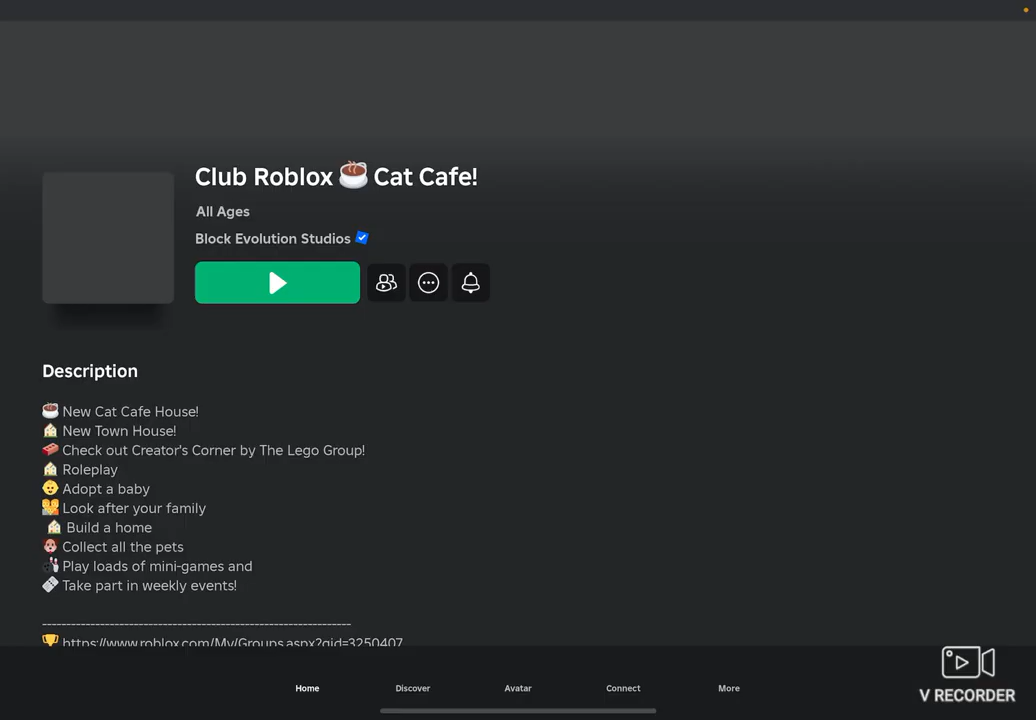 Club Roblox ☕ Cat Cafe!
All Ages
Block Evolution Studios
Description
☕ New Cat Cafe House!
🏠 New Town House!
🧱 Check out Creator's Corner by The Lego Group!
🏠 Roleplay
👶 Adopt a baby
👪 Look after your family
🏠 Build a home
🐶 Collect all the pets
🎳 Play loads of mini-games and
🎟 Take part in weekly events!
----------------------------------------------------------------
🏆 https://www.roblox.com/My/Groups.aspx?gid=3250407
Home
Discover
Avatar
Connect
More
V RECORDER